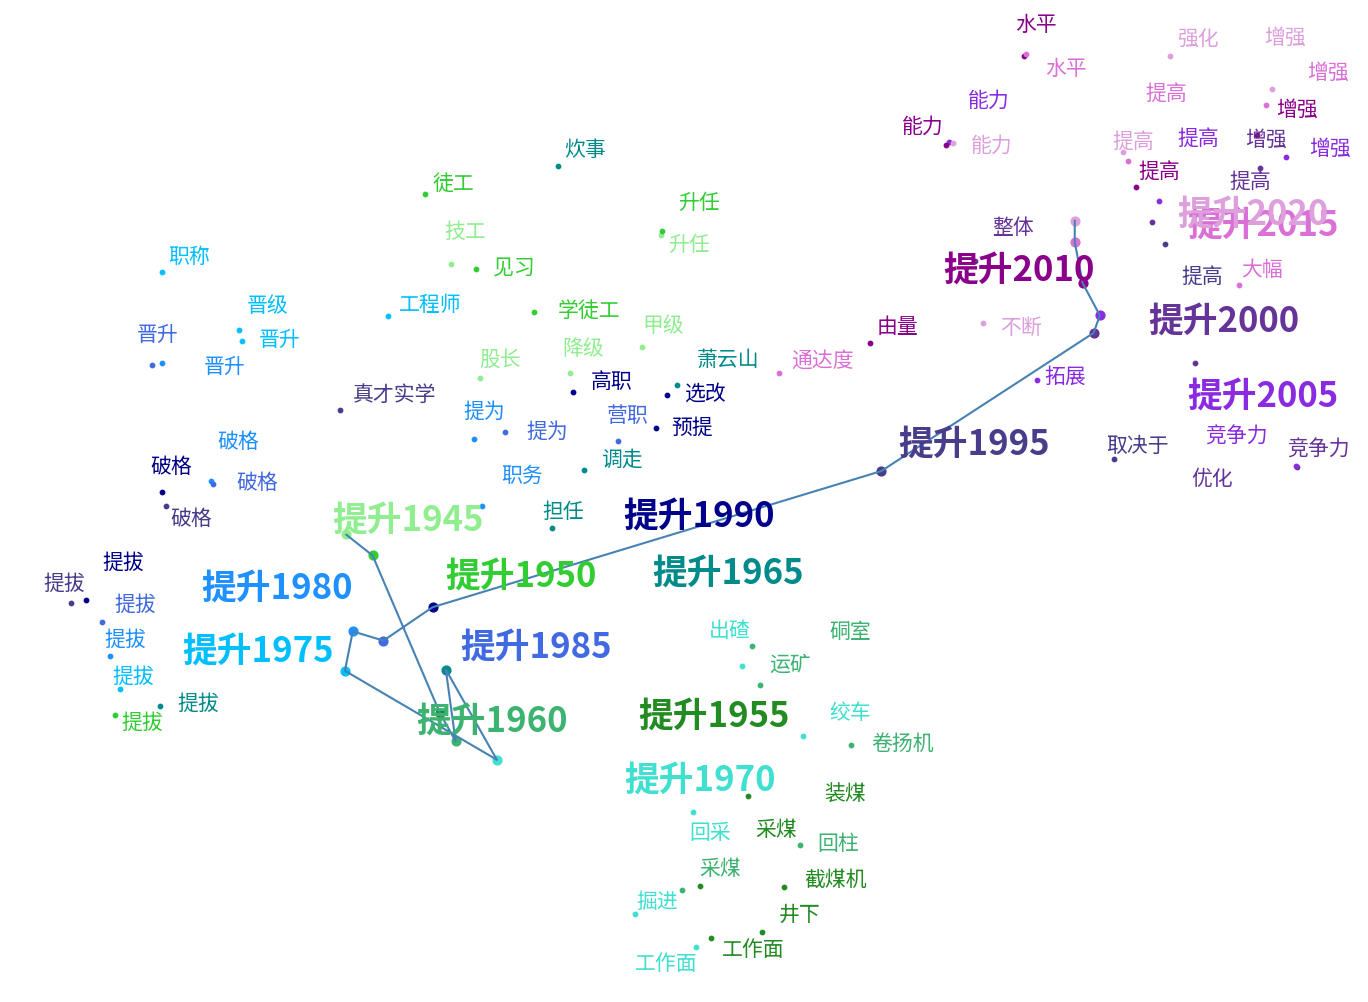 水平
强化
增强
水平
增强
提高
能力
增强
能力
提高
提高
增强
增强
能力
炊事
提高
提高
徒工
升任
提升2020
提升2015
技工
整体
升任
职称
见习
提升2010
提高
大幅
晋级
工程师
学徒工
提升2000
晋升
晋升
甲级
由量
不断
降级
股长
萧云山
通达度
晋升
高职
拓展
真才实学
选改
提升2005
提为
营职
预提
提为
竞争力
破格
提升1995
取决于
竞争力
调走
破格
职务
优化
破格
担任
提升1990
破格
提升1945
提拔
提升1950
提升1965
提拔
提升1980
提拔
出碴
硐室
提拔
提升1975
提升1985
运矿
提拔
提拔
提拔
提升1960
提升1955
绞车
卷扬机
提升1970
装煤
回采
采煤
回柱
采煤
截煤机
掘进
井下
工作面
工作面